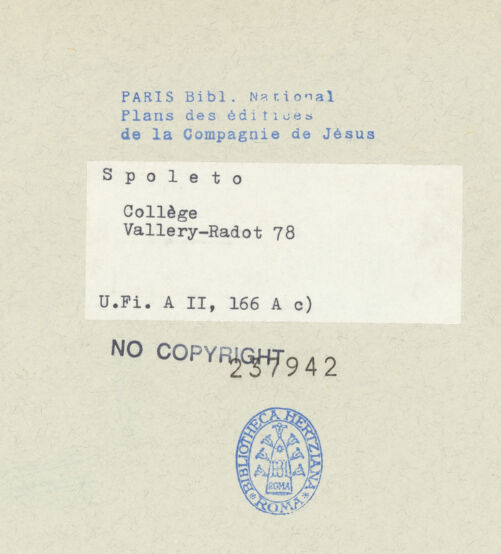 PARIS Bibl. National
Plans des édifices
de la Compagnie de Jésus
S p o l e t o
Collège
Vallery-Radot 78
U.Fi. A II, 166 A c)
NO COPYRIGHT
237942
BIBLIOTHECA HERTZIANA
BH
ROMA
* ROMA *